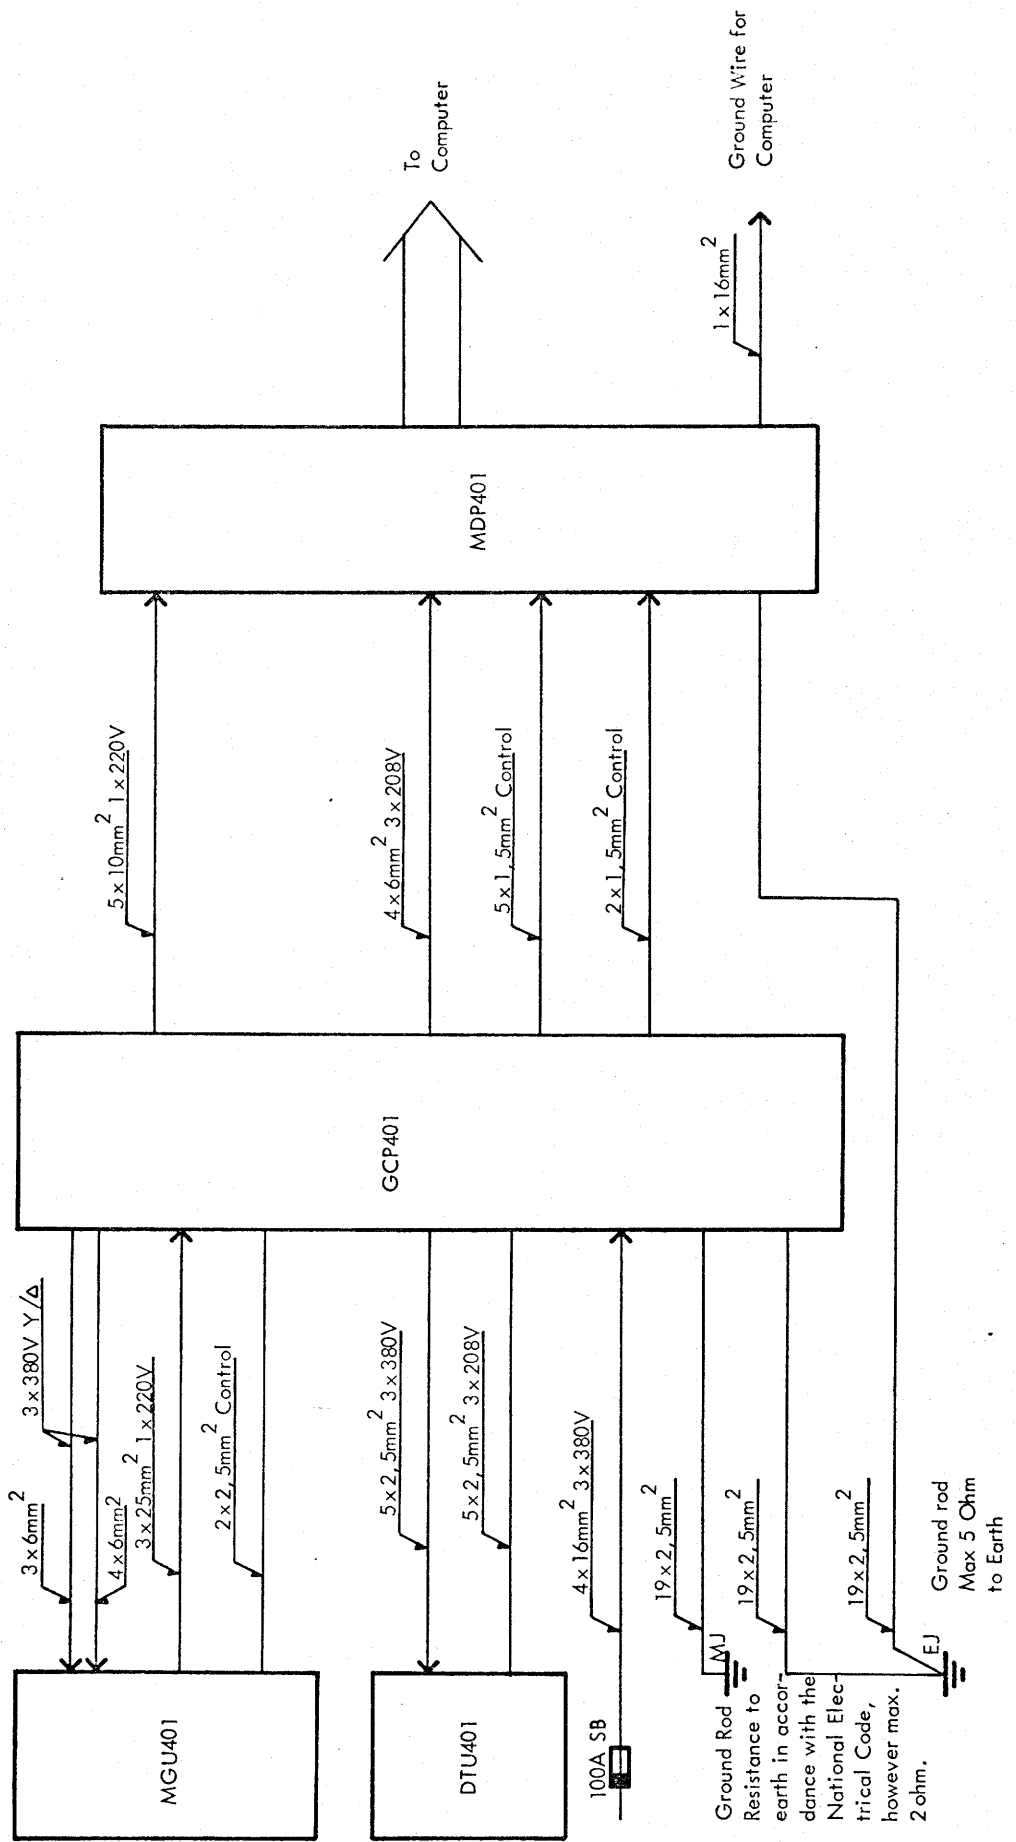 3 x 6mm2
3 x 380V Y/Δ
4 x 6mm2
3 x 25mm2 1 x 220V
2 x 2,5mm2 Control
MGU401
5 x 2,5mm2 3 x 380V
5 x 2,5mm2 3 x 208V
DTU401
100A SB
4 x 16mm2 3 x 380V
19 x 2,5mm2
MJ
Ground Rod
Resistance to
earth in accor-
dance with the
National Elec-
trical Code,
however max.
2 ohm.
19 x 2,5mm2
19 x 2,5mm2
EJ
Ground rod
Max 5 Ohm
to Earth
GCP401
5 x 10mm2 1 x 220V
4 x 6mm2 3 x 208V
5 x 1,5mm2 Control
2 x 1,5mm2 Control
MDP401
To
Computer
1 x 16mm2
Ground Wire for
Computer